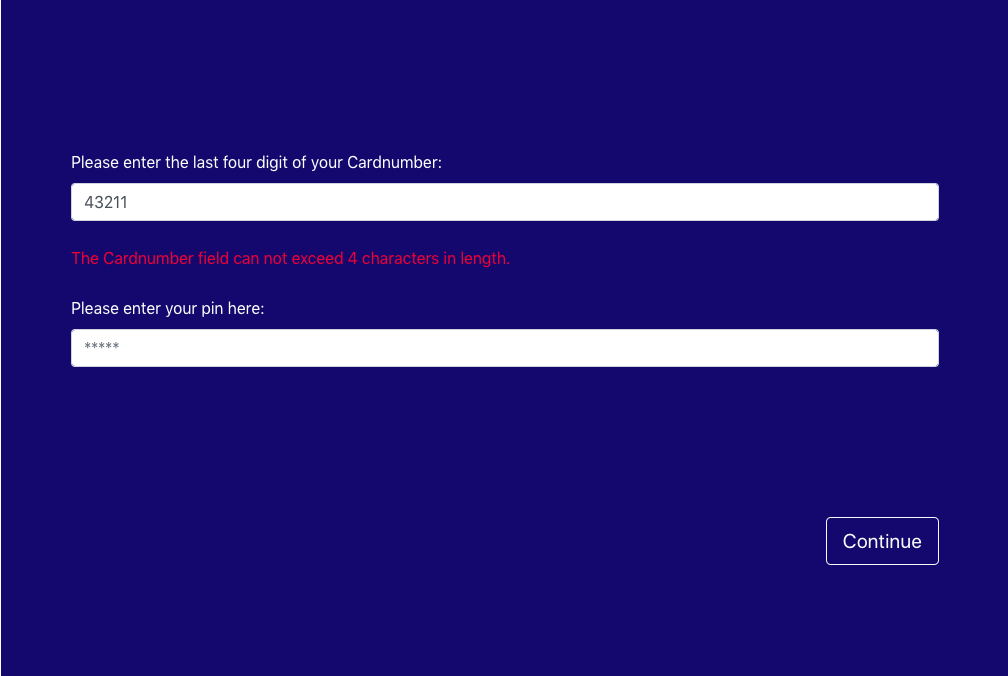 Please enter the last four digit of your Cardnumber:
43211
The Cardnumber field can not exceed 4 characters in length.
Please enter your pin here:
*****
Continue